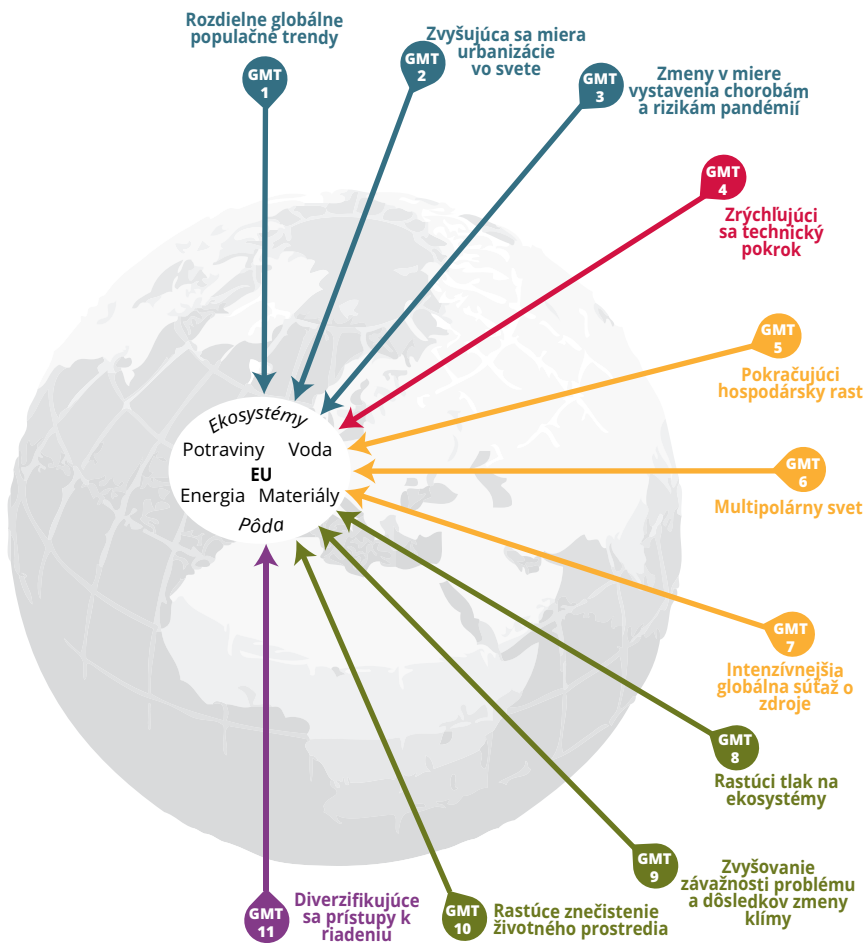 Rozdielne globálne
populačné trendy
GMT
1
Zvyšujúca sa miera
urbanizácie
vo svete
GMT
2
Zmeny v miere
vystavenia chorobám
a rizikám pandémií
GMT
3
GMT
4
Zrýchľujúci
sa technický
pokrok
GMT
5
Pokračujúci
hospodársky rast
GMT
6
Multipolárny svet
GMT
7
Intenzívnejšia
globálna súťaž o
zdroje
GMT
8
Rastúci tlak na
ekosystémy
GMT
9
Zvyšovanie
závažnosti problému
a dôsledkov zmeny
klímy
GMT
10
Rastúce znečistenie
životného prostredia
GMT
11
Diverzifikujúce
sa prístupy k
riadeniu
Ekosystémy
Potraviny Voda
EU
Energia Materiály
Pôda